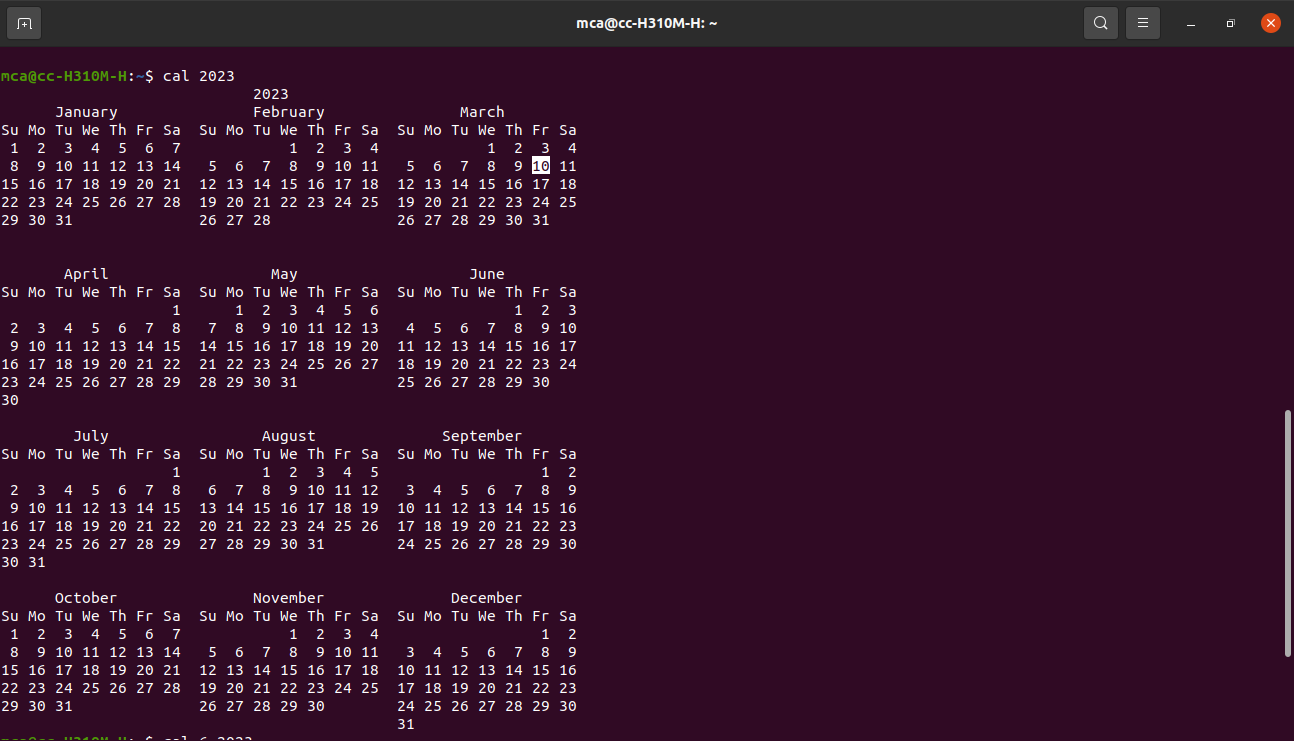 mca@cc-H310M-H: ~
mca@cc-H310M-H:~$ cal 2023
                            2023
      January               February               March
Su Mo Tu We Th Fr Sa  Su Mo Tu We Th Fr Sa  Su Mo Tu We Th Fr Sa
 1  2  3  4  5  6  7            1  2  3  4            1  2  3  4
 8  9 10 11 12 13 14   5  6  7  8  9 10 11   5  6  7  8  9 10 11
15 16 17 18 19 20 21  12 13 14 15 16 17 18  12 13 14 15 16 17 18
22 23 24 25 26 27 28  19 20 21 22 23 24 25  19 20 21 22 23 24 25
29 30 31              26 27 28              26 27 28 29 30 31
       April                  May                   June
Su Mo Tu We Th Fr Sa  Su Mo Tu We Th Fr Sa  Su Mo Tu We Th Fr Sa
                   1      1  2  3  4  5  6               1  2  3
 2  3  4  5  6  7  8   7  8  9 10 11 12 13   4  5  6  7  8  9 10
 9 10 11 12 13 14 15  14 15 16 17 18 19 20  11 12 13 14 15 16 17
16 17 18 19 20 21 22  21 22 23 24 25 26 27  18 19 20 21 22 23 24
23 24 25 26 27 28 29  28 29 30 31           25 26 27 28 29 30
30
        July                 August              September
Su Mo Tu We Th Fr Sa  Su Mo Tu We Th Fr Sa  Su Mo Tu We Th Fr Sa
                   1         1  2  3  4  5                  1  2
 2  3  4  5  6  7  8   6  7  8  9 10 11 12   3  4  5  6  7  8  9
 9 10 11 12 13 14 15  13 14 15 16 17 18 19  10 11 12 13 14 15 16
16 17 18 19 20 21 22  20 21 22 23 24 25 26  17 18 19 20 21 22 23
23 24 25 26 27 28 29  27 28 29 30 31        24 25 26 27 28 29 30
30 31
      October               November              December
Su Mo Tu We Th Fr Sa  Su Mo Tu We Th Fr Sa  Su Mo Tu We Th Fr Sa
 1  2  3  4  5  6  7            1  2  3  4                  1  2
 8  9 10 11 12 13 14   5  6  7  8  9 10 11   3  4  5  6  7  8  9
15 16 17 18 19 20 21  12 13 14 15 16 17 18  10 11 12 13 14 15 16
22 23 24 25 26 27 28  19 20 21 22 23 24 25  17 18 19 20 21 22 23
29 30 31              26 27 28 29 30        24 25 26 27 28 29 30
                                            31
mca@cc-H310M-H:~$ cal 6 2023